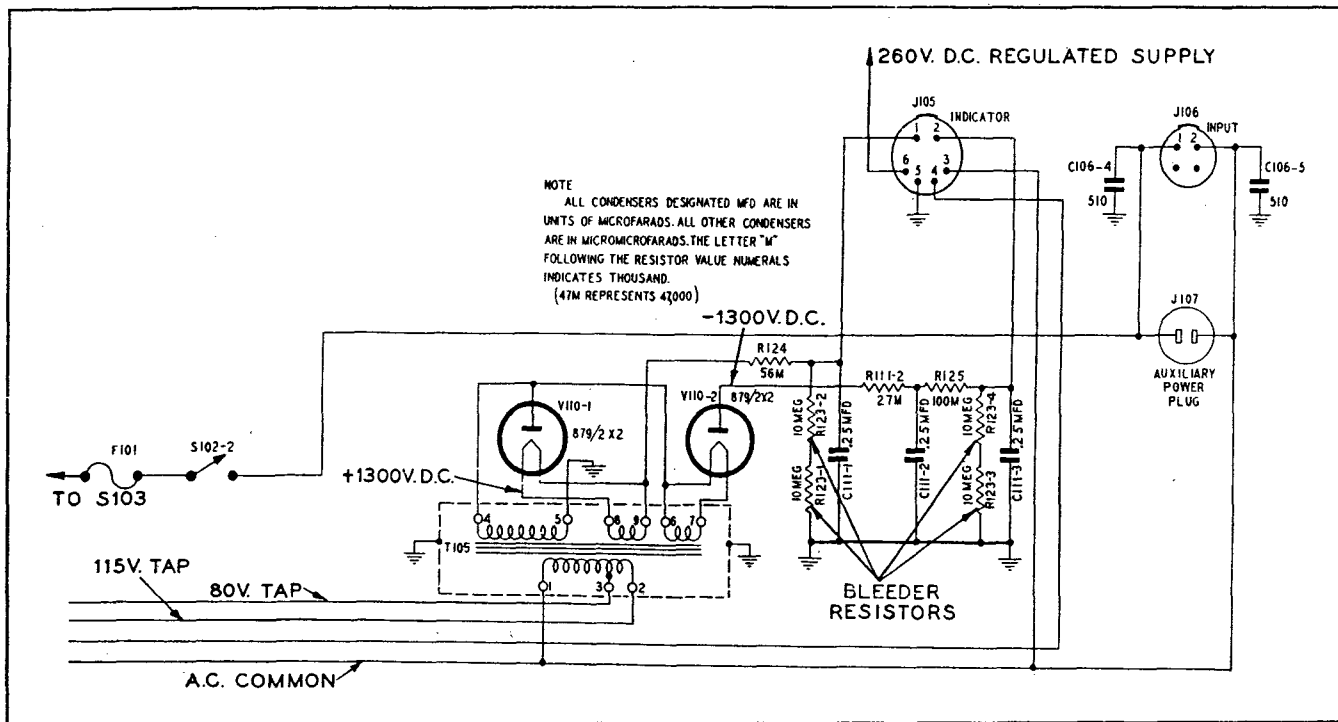 260V. D.C. REGULATED SUPPLY
J105
INDICATOR
1 2
6 3
5 4
J106
INPUT
1 2
C106-4
510
C106-5
510
NOTE
ALL CONDENSERS DESIGNATED MFD ARE IN
UNITS OF MICROFARADS. ALL OTHER CONDENSERS
ARE IN MICROMICROFARADS. THE LETTER "M"
FOLLOWING THE RESISTOR VALUE NUMERALS
INDICATES THOUSAND.
(47M REPRESENTS 47,000)
-1300V. D.C.
J107
AUXILIARY
POWER
PLUG
R124
56M
R111-2
27M
R125
100M
V110-1
879/2X2
V110-2
879/2X2
10 MEG
R123-2
10 MEG
R123-1
.25 MFD
C111-1
.25 MFD
C111-2
10 MEG
R123-4
10 MEG
R123-3
.25 MFD
C111-3
F101
S102-2
TO S103
+1300V. D.C.
4 5 8 9 6 7
T105
1 3 2
BLEEDER
RESISTORS
115V. TAP
80V. TAP
A.C. COMMON